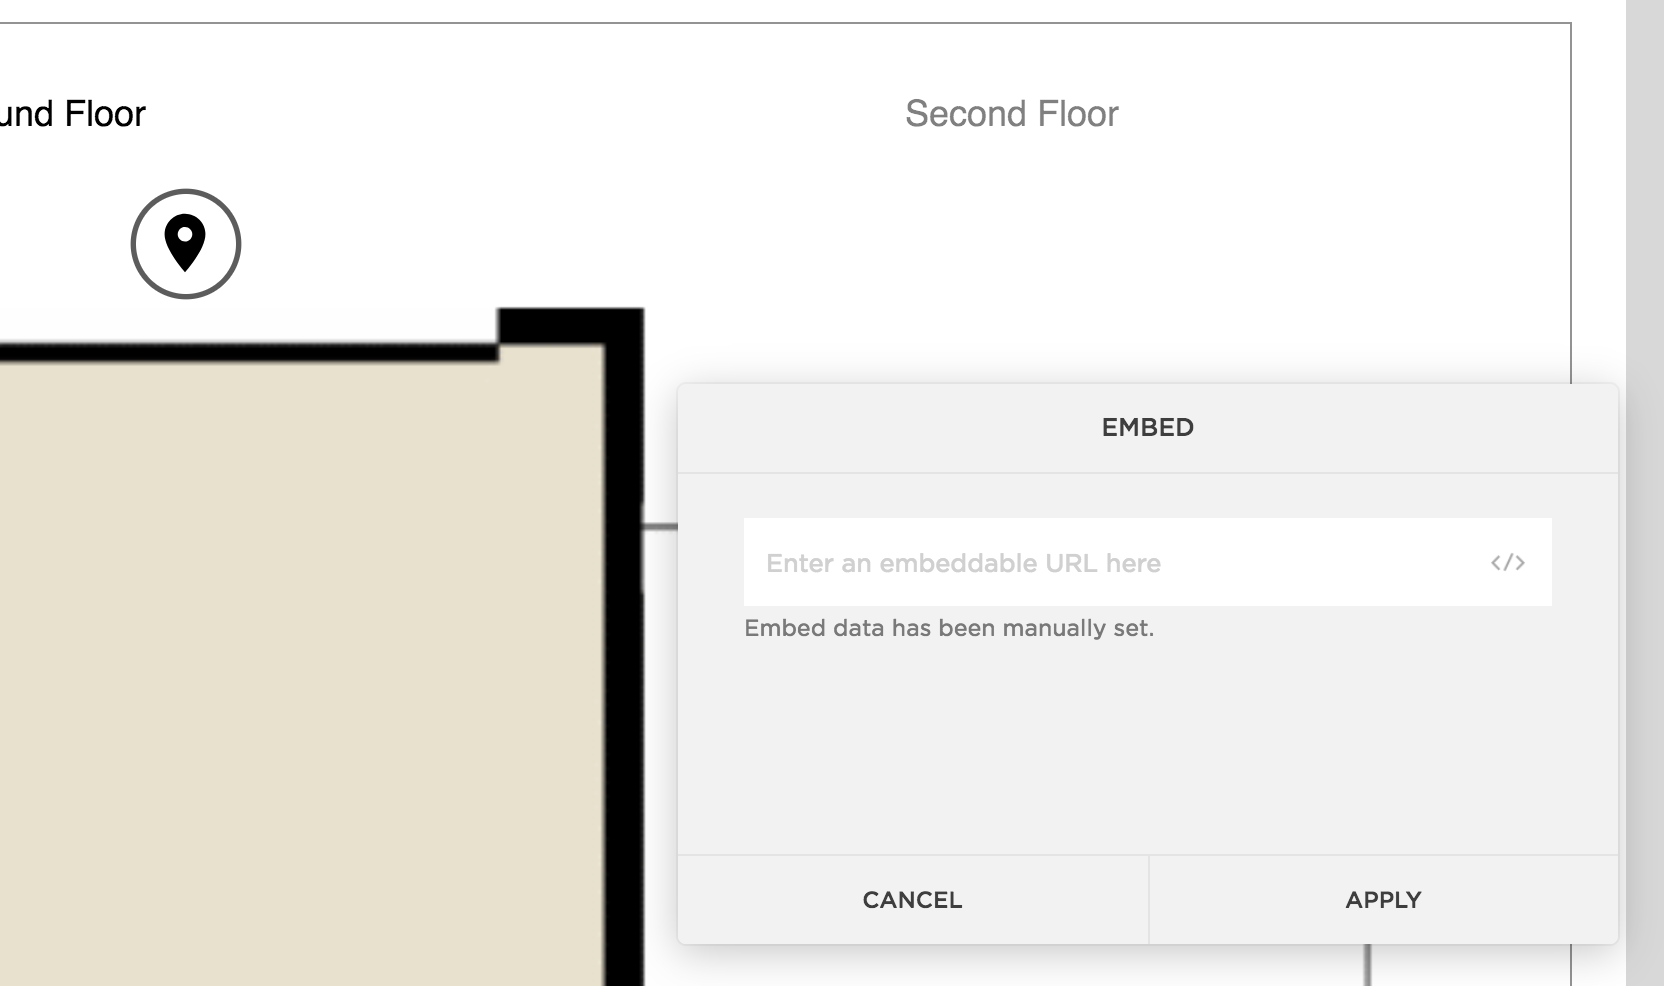 und Floor
Second Floor
EMBED
Enter an embeddable URL here
</>
Embed data has been manually set.
CANCEL
APPLY